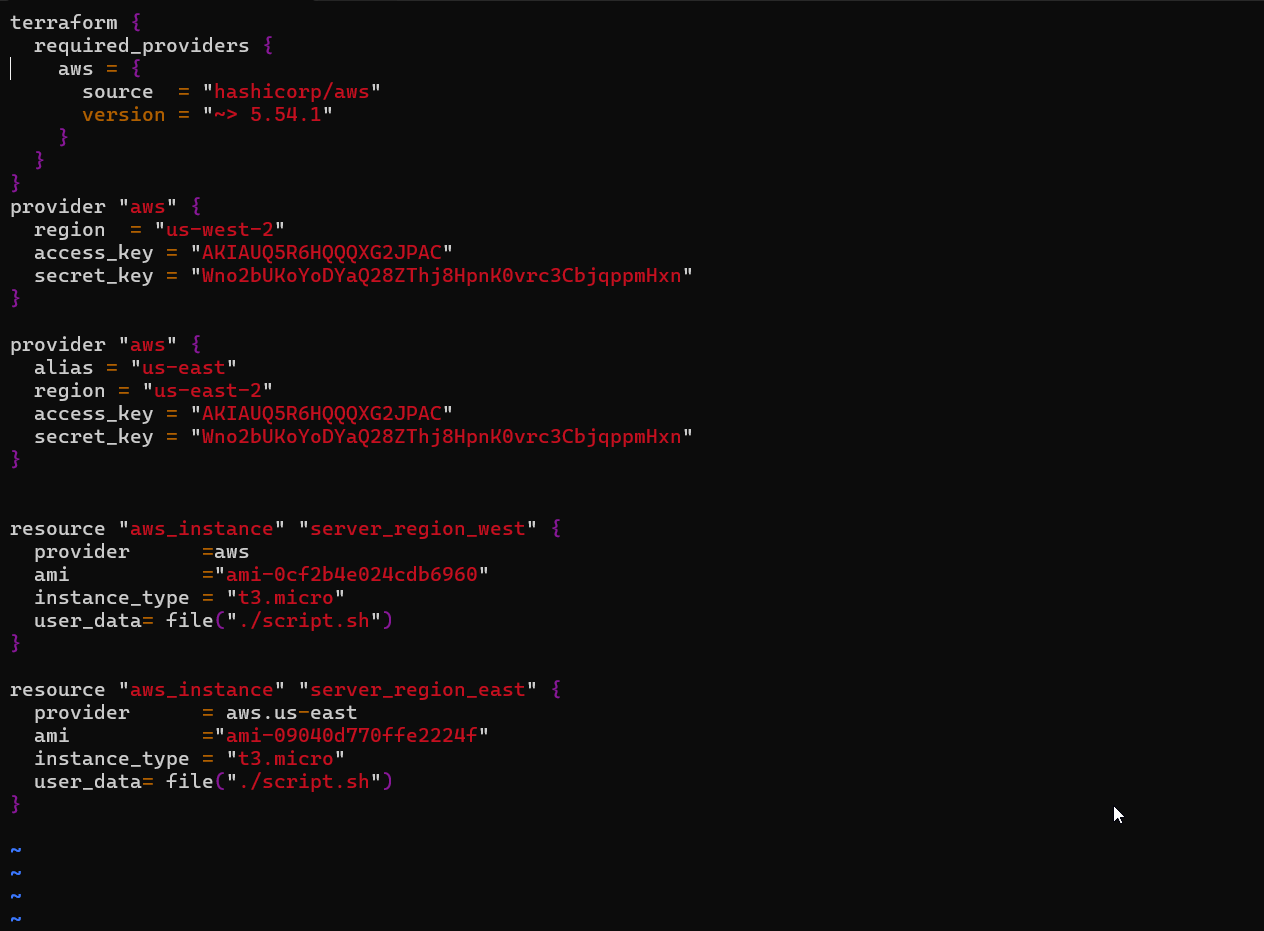 terraform {
  required_providers {
    aws = {
      source  = "hashicorp/aws"
      version = "~> 5.54.1"
    }
  }
}
provider "aws" {
  region  = "us-west-2"
  access_key = "AKIAUQ5R6HQQQXG2JPAC"
  secret_key = "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"
}

provider "aws" {
  alias = "us-east"
  region = "us-east-2"
  access_key = "AKIAUQ5R6HQQQXG2JPAC"
  secret_key = "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"
}


resource "aws_instance" "server_region_west" {
  provider      =aws
  ami           ="ami-0cf2b4e024cdb6960"
  instance_type = "t3.micro"
  user_data= file("./script.sh")
}

resource "aws_instance" "server_region_east" {
  provider      = aws.us-east
  ami           ="ami-09040d770ffe2224f"
  instance_type = "t3.micro"
  user_data= file("./script.sh")
}

~
~
~
~